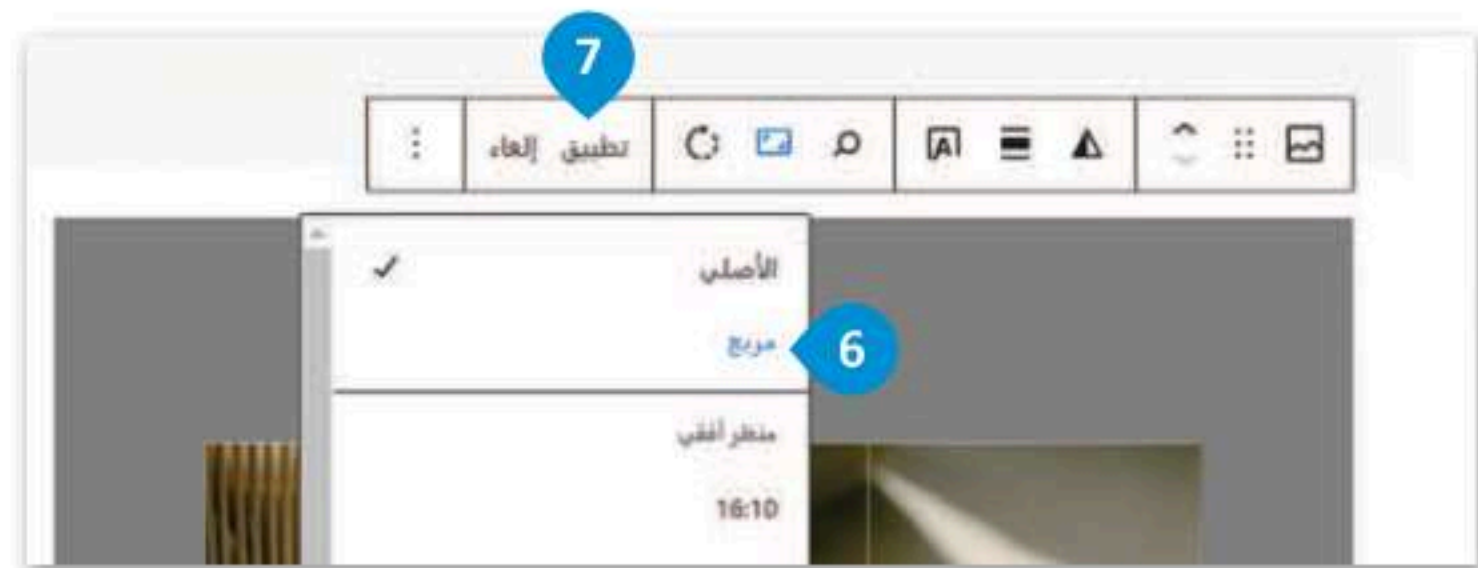 7
تطبيق إلغاء
الأصلي
مربع
6
منظر أفقي
16:10